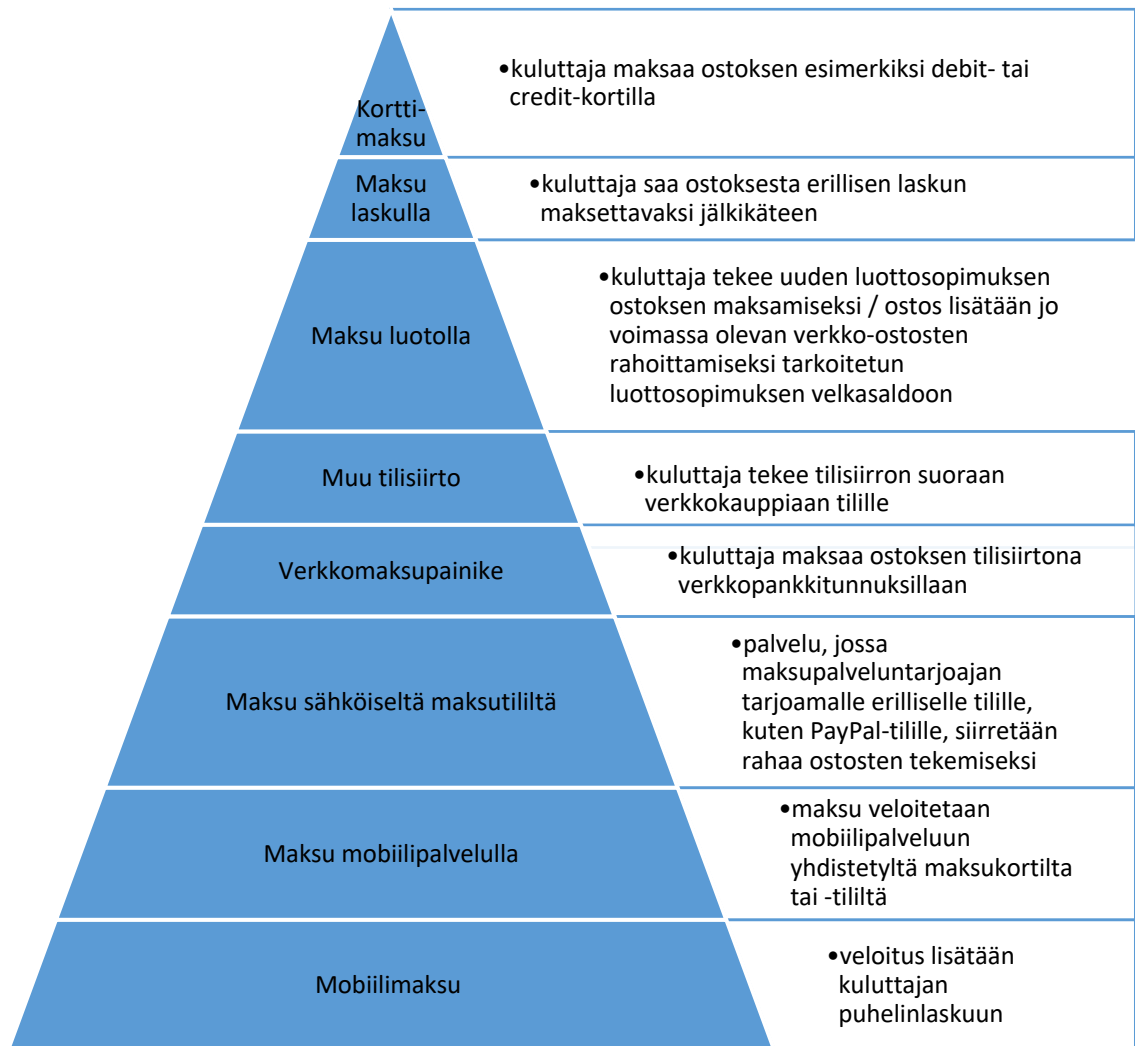 Kortti-
maksu
•kuluttaja maksaa ostoksen esimerkiksi debit- tai
credit-kortilla
Maksu
laskulla
•kuluttaja saa ostoksesta erillisen laskun
maksettavaksi jälkikäteen
Maksu luotolla
•kuluttaja tekee uuden luottosopimuksen
ostoksen maksamiseksi / ostos lisätään jo
voimassa olevan verkko-ostosten
rahoittamiseksi tarkoitetun
luottosopimuksen velkasaldoon
Muu tilisiirto
•kuluttaja tekee tilisiirron suoraan
verkkokauppiaan tilille
Verkkomaksupainike
•kuluttaja maksaa ostoksen tilisiirtona
verkkopankkitunnuksillaan
Maksu sähköiseltä maksutililtä
•palvelu, jossa
maksupalveluntarjoajan
tarjoamalle erilliselle tilille,
kuten PayPal-tilille, siirretään
rahaa ostosten tekemiseksi
Maksu mobiilipalvelulla
•maksu veloitetaan
mobiilipalveluun
yhdistetyltä maksukortilta
tai -tililtä
Mobiilimaksu
•veloitus lisätään
kuluttajan
puhelinlaskuun